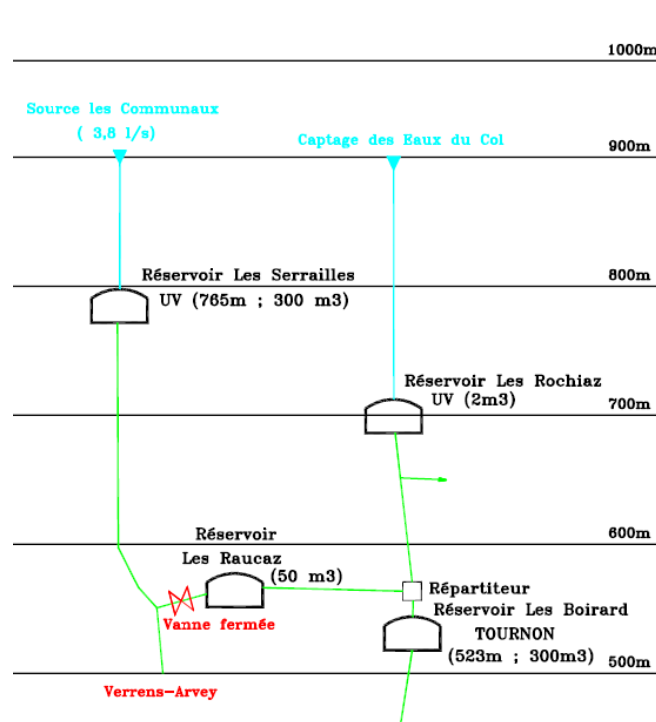 1000m
Source les Communaux
( 3,8 l/s)
Captage des Eaux du Col
900m
Réservoir Les Serrailles
UV (765m ; 300 m3)
800m
Réservoir Les Rochiaz
UV (2m3)
700m
600m
Réservoir
Les Raucaz
(50 m3)
Répartiteur
Vanne fermée
Réservoir Les Boirard
TOURNON
(523m ; 300m3)
500m
Verrens-Arvey